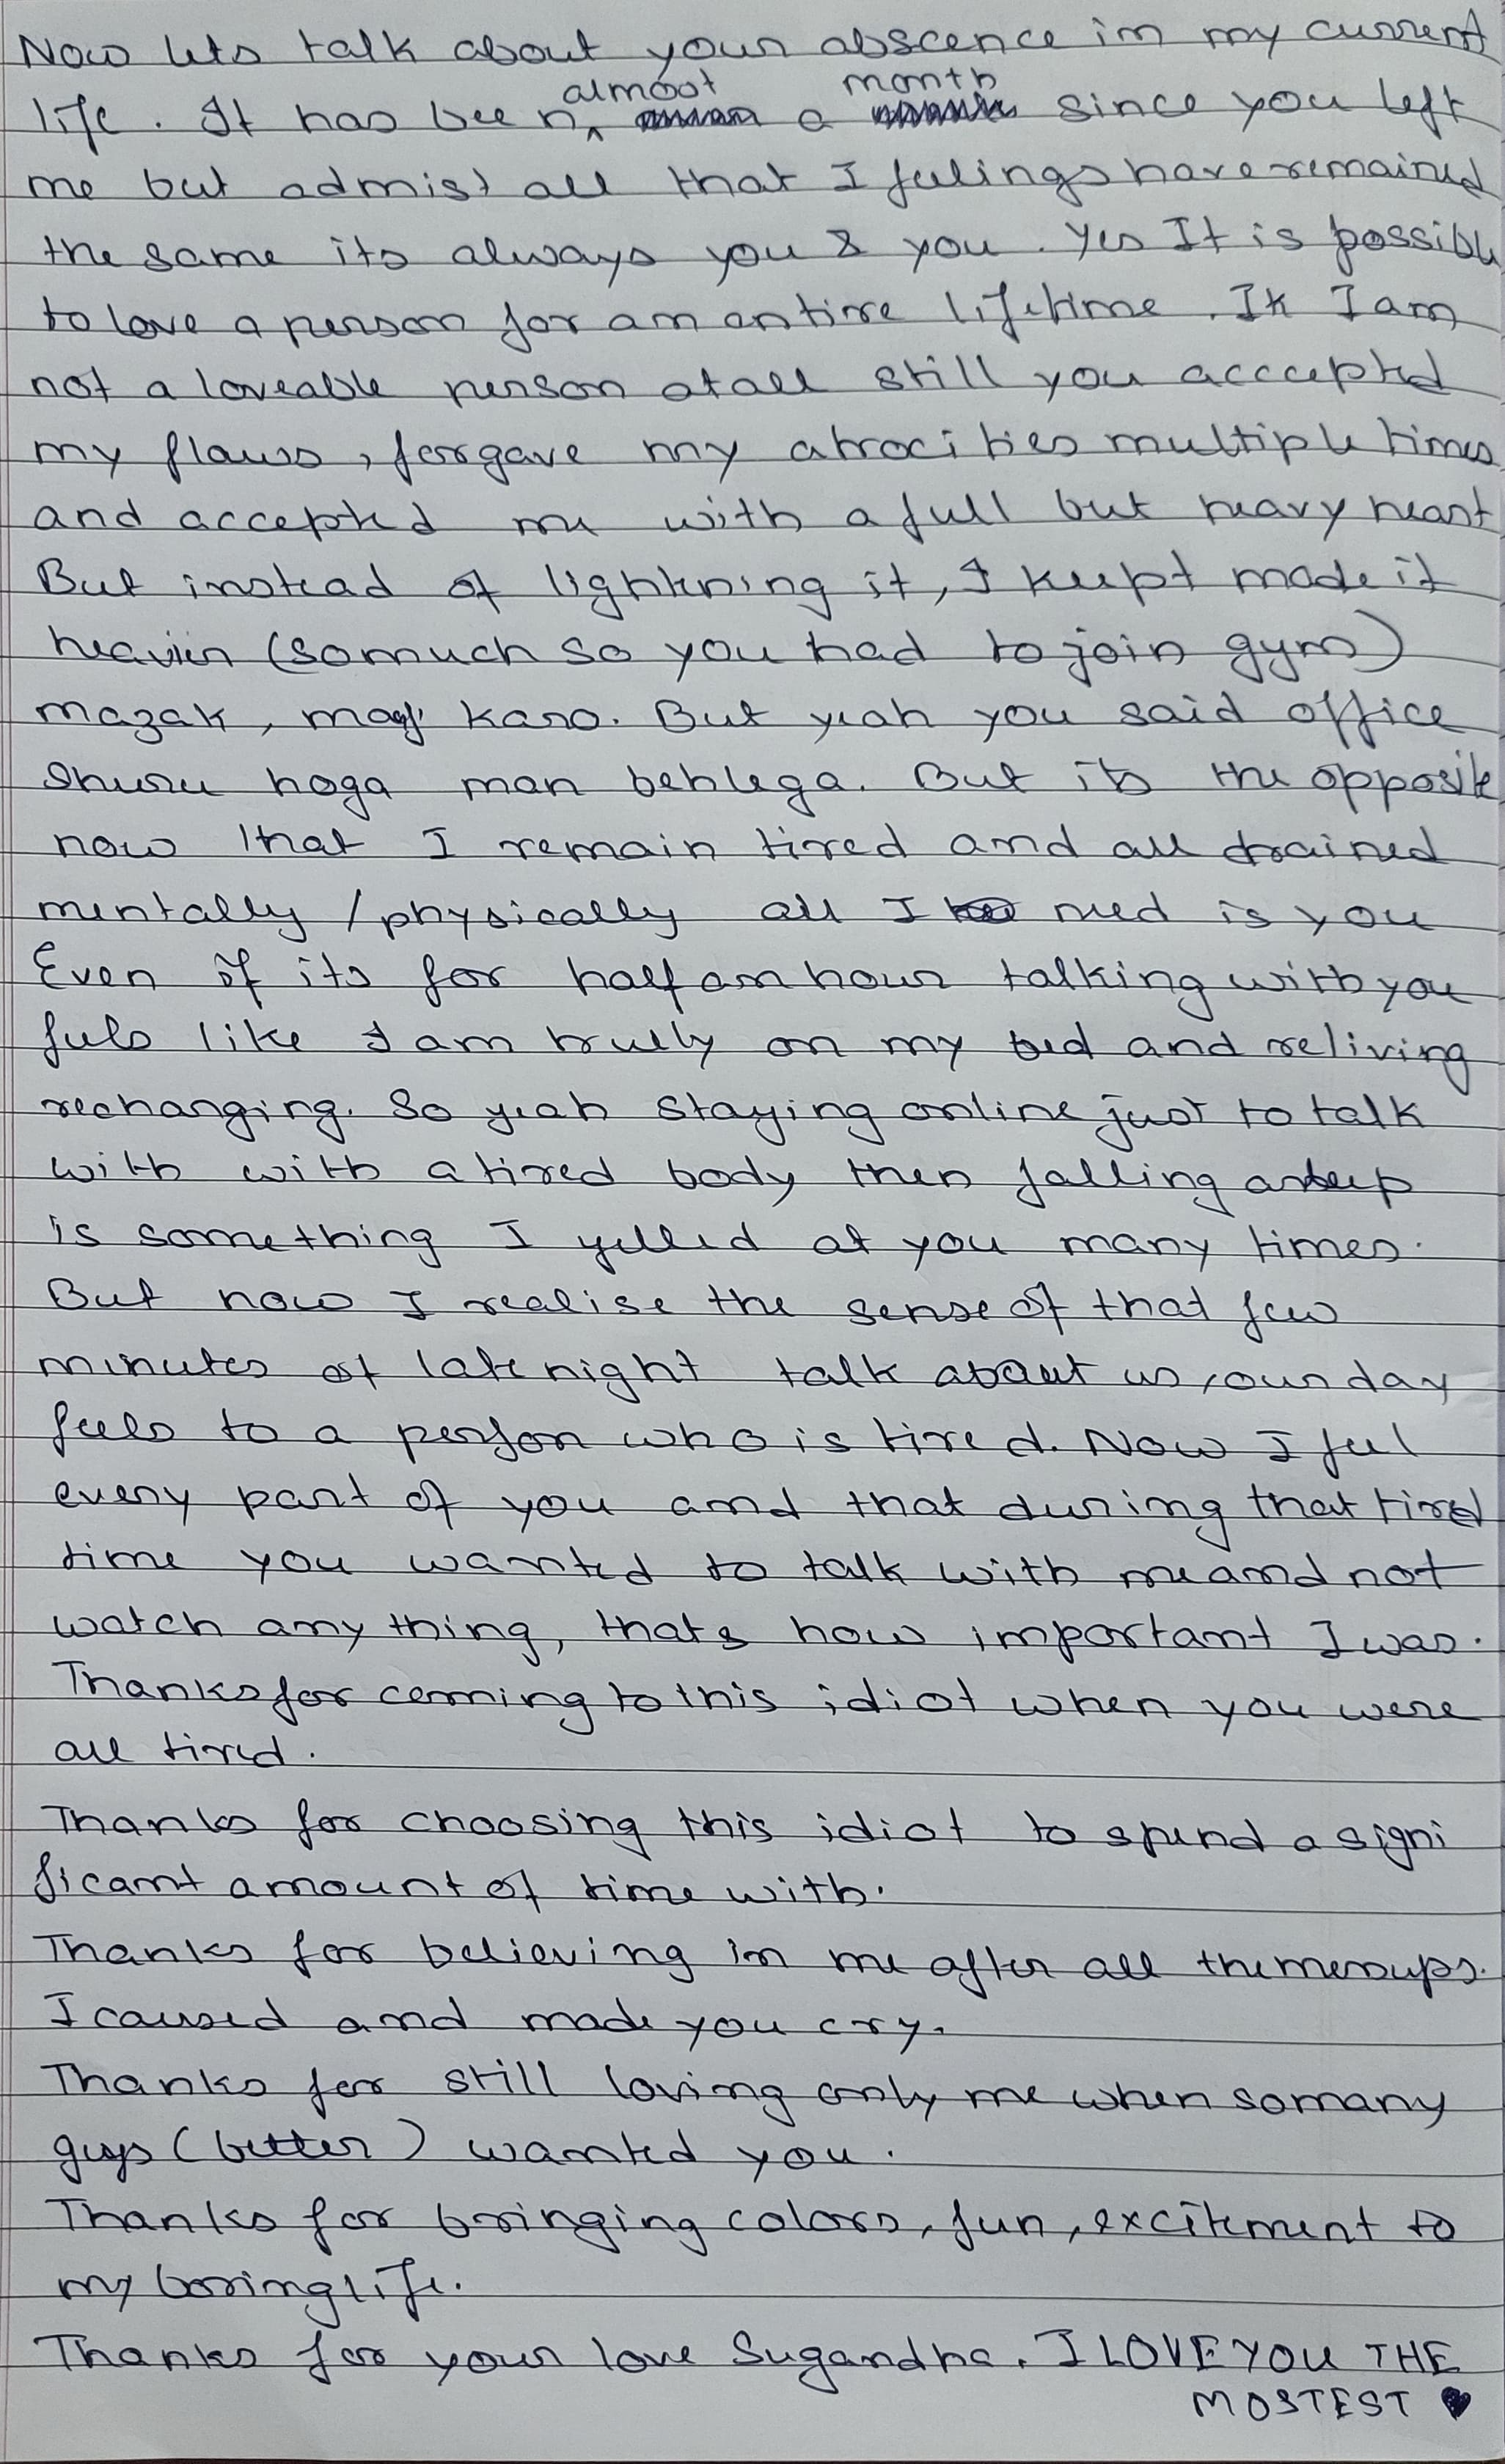 Now lets talk about your abscence in my current
almost month
life. It has been a since you left
me but admist all that I feelings have remained
the same its always you & you. Yes It is possible
to love a person for an entire lifetime. Ik I am
not a loveable person at all still you acccepted
my flaws, forgave my atrocities multiple times
and accepted me with a full but heavy heart
But instead of lightning it, I keept made it
heavier (so much so you had to join gym)
mazak, karo. But yeah you said office
shuru hoga man behlega. But its the opposite
now that I remain tired and all drained
mentally / physically all I need is you
Even if its for half an hour talking with you
feels like I am truely on my bed and reliving
recharging. So yeah staying online just to talk
with with a tired body then falling asleep
is something I yelled at you many times.
But now I realise the sense of that few
minutes of late night talk about us, our day
feels to a person who is tired. Now I feel
every part of you and that during that tired
time you wanted to talk with me and not
watch any thing, thats how important I was.
Thanks for coming to this idiot when you were
all tired.
Thanks for choosing this idiot to spend a signi
ficant amount of time with.
Thanks for believing in me after all the messups.
I caused and made you cry.
Thanks for still loving only me when so many
guys (better) wanted you.
Thanks for bringing colors, fun, excitement to
my boring life.
Thanks for your love Sugandha. I LOVE YOU THE
MOSTEST ♥